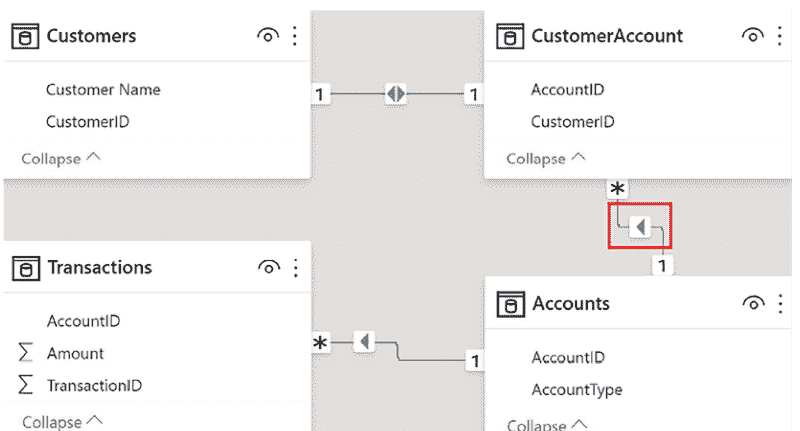 Customers
Customer Name
CustomerID
Collapse
CustomerAccount
AccountID
CustomerID
Collapse
1
1
*
1
Transactions
AccountID
Σ Amount
Σ TransactionID
Collapse
*
1
Accounts
AccountID
AccountType
Collapse